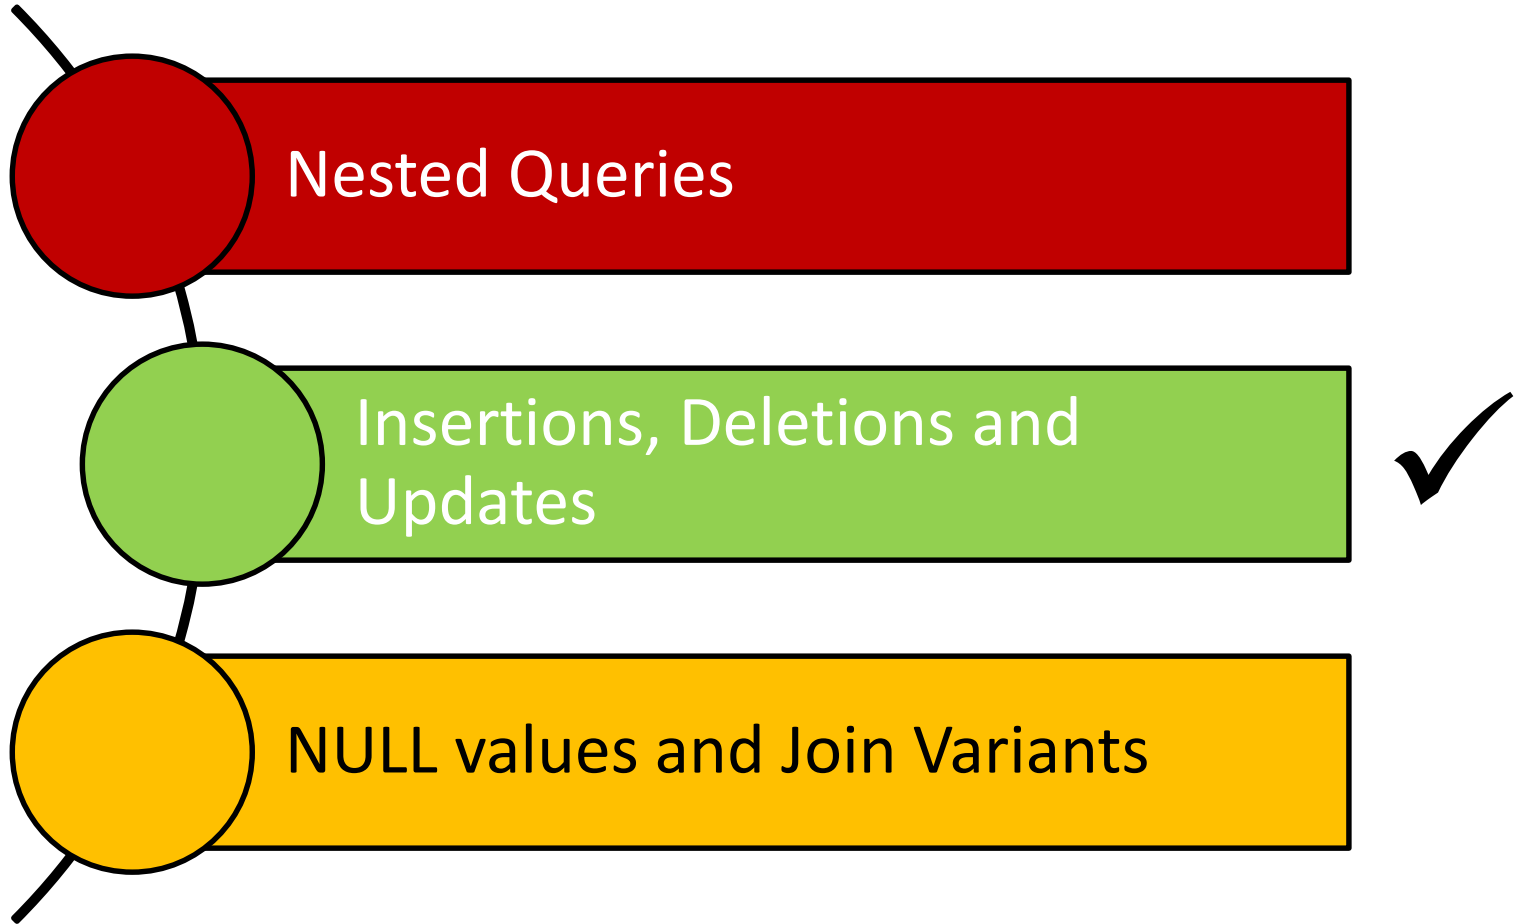 Nested Queries
Insertions, Deletions and
Updates
NULL values and Join Variants